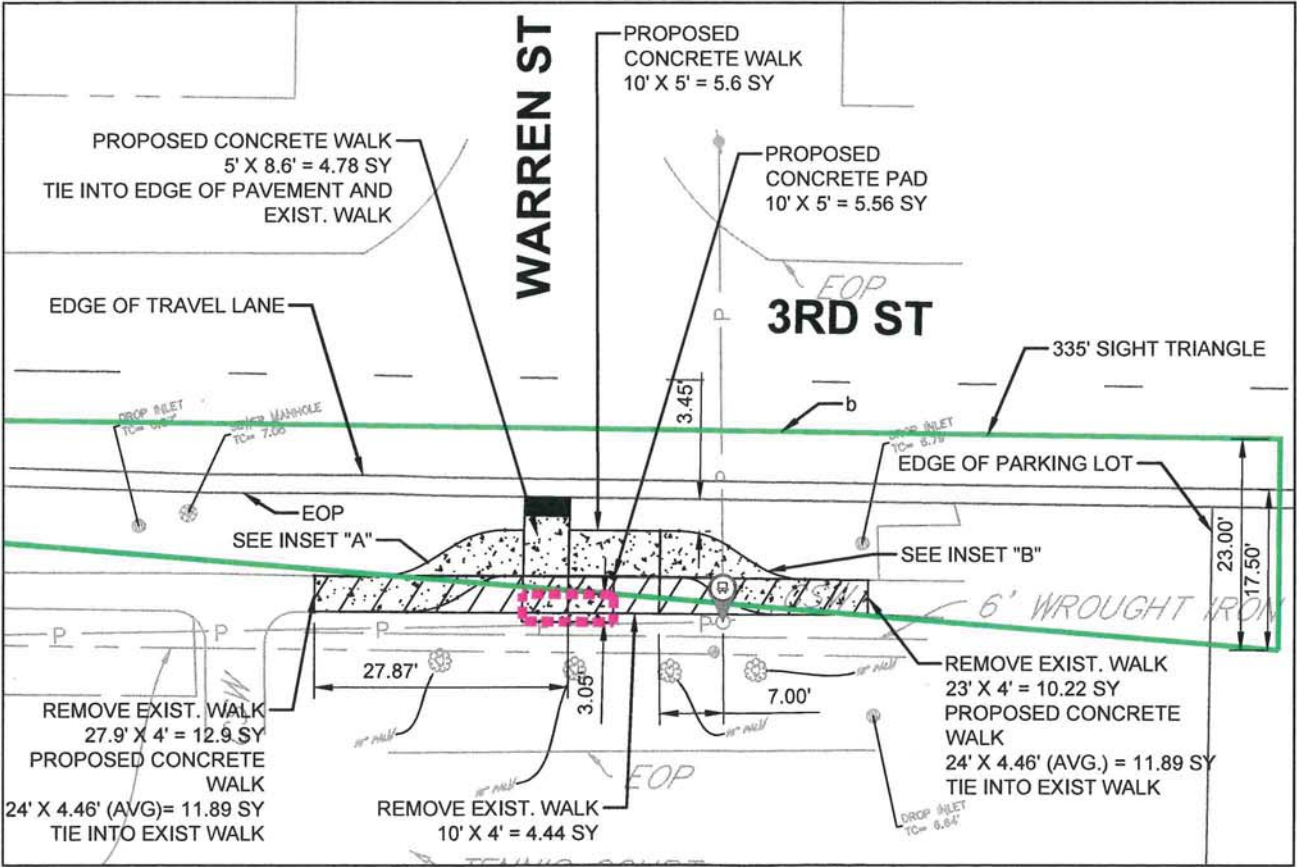 WARREN ST
PROPOSED
CONCRETE WALK
10' X 5' = 5.6 SY
PROPOSED CONCRETE WALK
5' X 8.6' = 4.78 SY
TIE INTO EDGE OF PAVEMENT AND
EXIST. WALK
PROPOSED
CONCRETE PAD
10' X 5' = 5.56 SY
EOP
P
3RD ST
EDGE OF TRAVEL LANE
335' SIGHT TRIANGLE
3.45'
b
DROP INLET
TC=
MANHOLE
TC= 7.06
DROP INLET
EDGE OF PARKING LOT
EOP
SEE INSET "A"
SEE INSET "B"
23.00'
17.50'
6' WROUGHT IRON
P
P
P
P
27.87'
3.05'
7.00'
REMOVE EXIST. WALK
27.9' X 4' = 12.9 SY
PROPOSED CONCRETE
WALK
24' X 4.46' (AVG)= 11.89 SY
TIE INTO EXIST WALK
REMOVE EXIST. WALK
10' X 4' = 4.44 SY
EOP
REMOVE EXIST. WALK
23' X 4' = 10.22 SY
PROPOSED CONCRETE
WALK
24' X 4.46' (AVG.) = 11.89 SY
TIE INTO EXIST WALK
DROP INLET
TC= 6.64'
TENNIS COURT